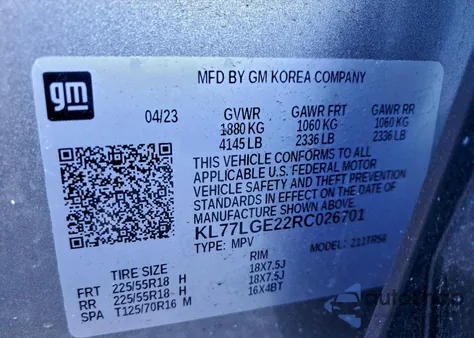 gm
MFD BY GM KOREA COMPANY
04/23 GVWR GAWR FRT GAWR RR
1880 KG 1060 KG 1060 KG
4145 LB 2336 LB 2336 LB
THIS VEHICLE CONFORMS TO ALL
APPLICABLE U.S. FEDERAL MOTOR
VEHICLE SAFETY AND THEFT PREVENTION
STANDARDS IN EFFECT ON THE DATE OF
MANUFACTURE SHOWN ABOVE.
KL77LGE22RC026701
TYPE: MPV MODEL: 211TR56
TIRE SIZE RIM
FRT 225/55R18 H 18X7.5J
RR 225/55R18 H 18X7.5J
SPA T125/70R16 M 16X4BT